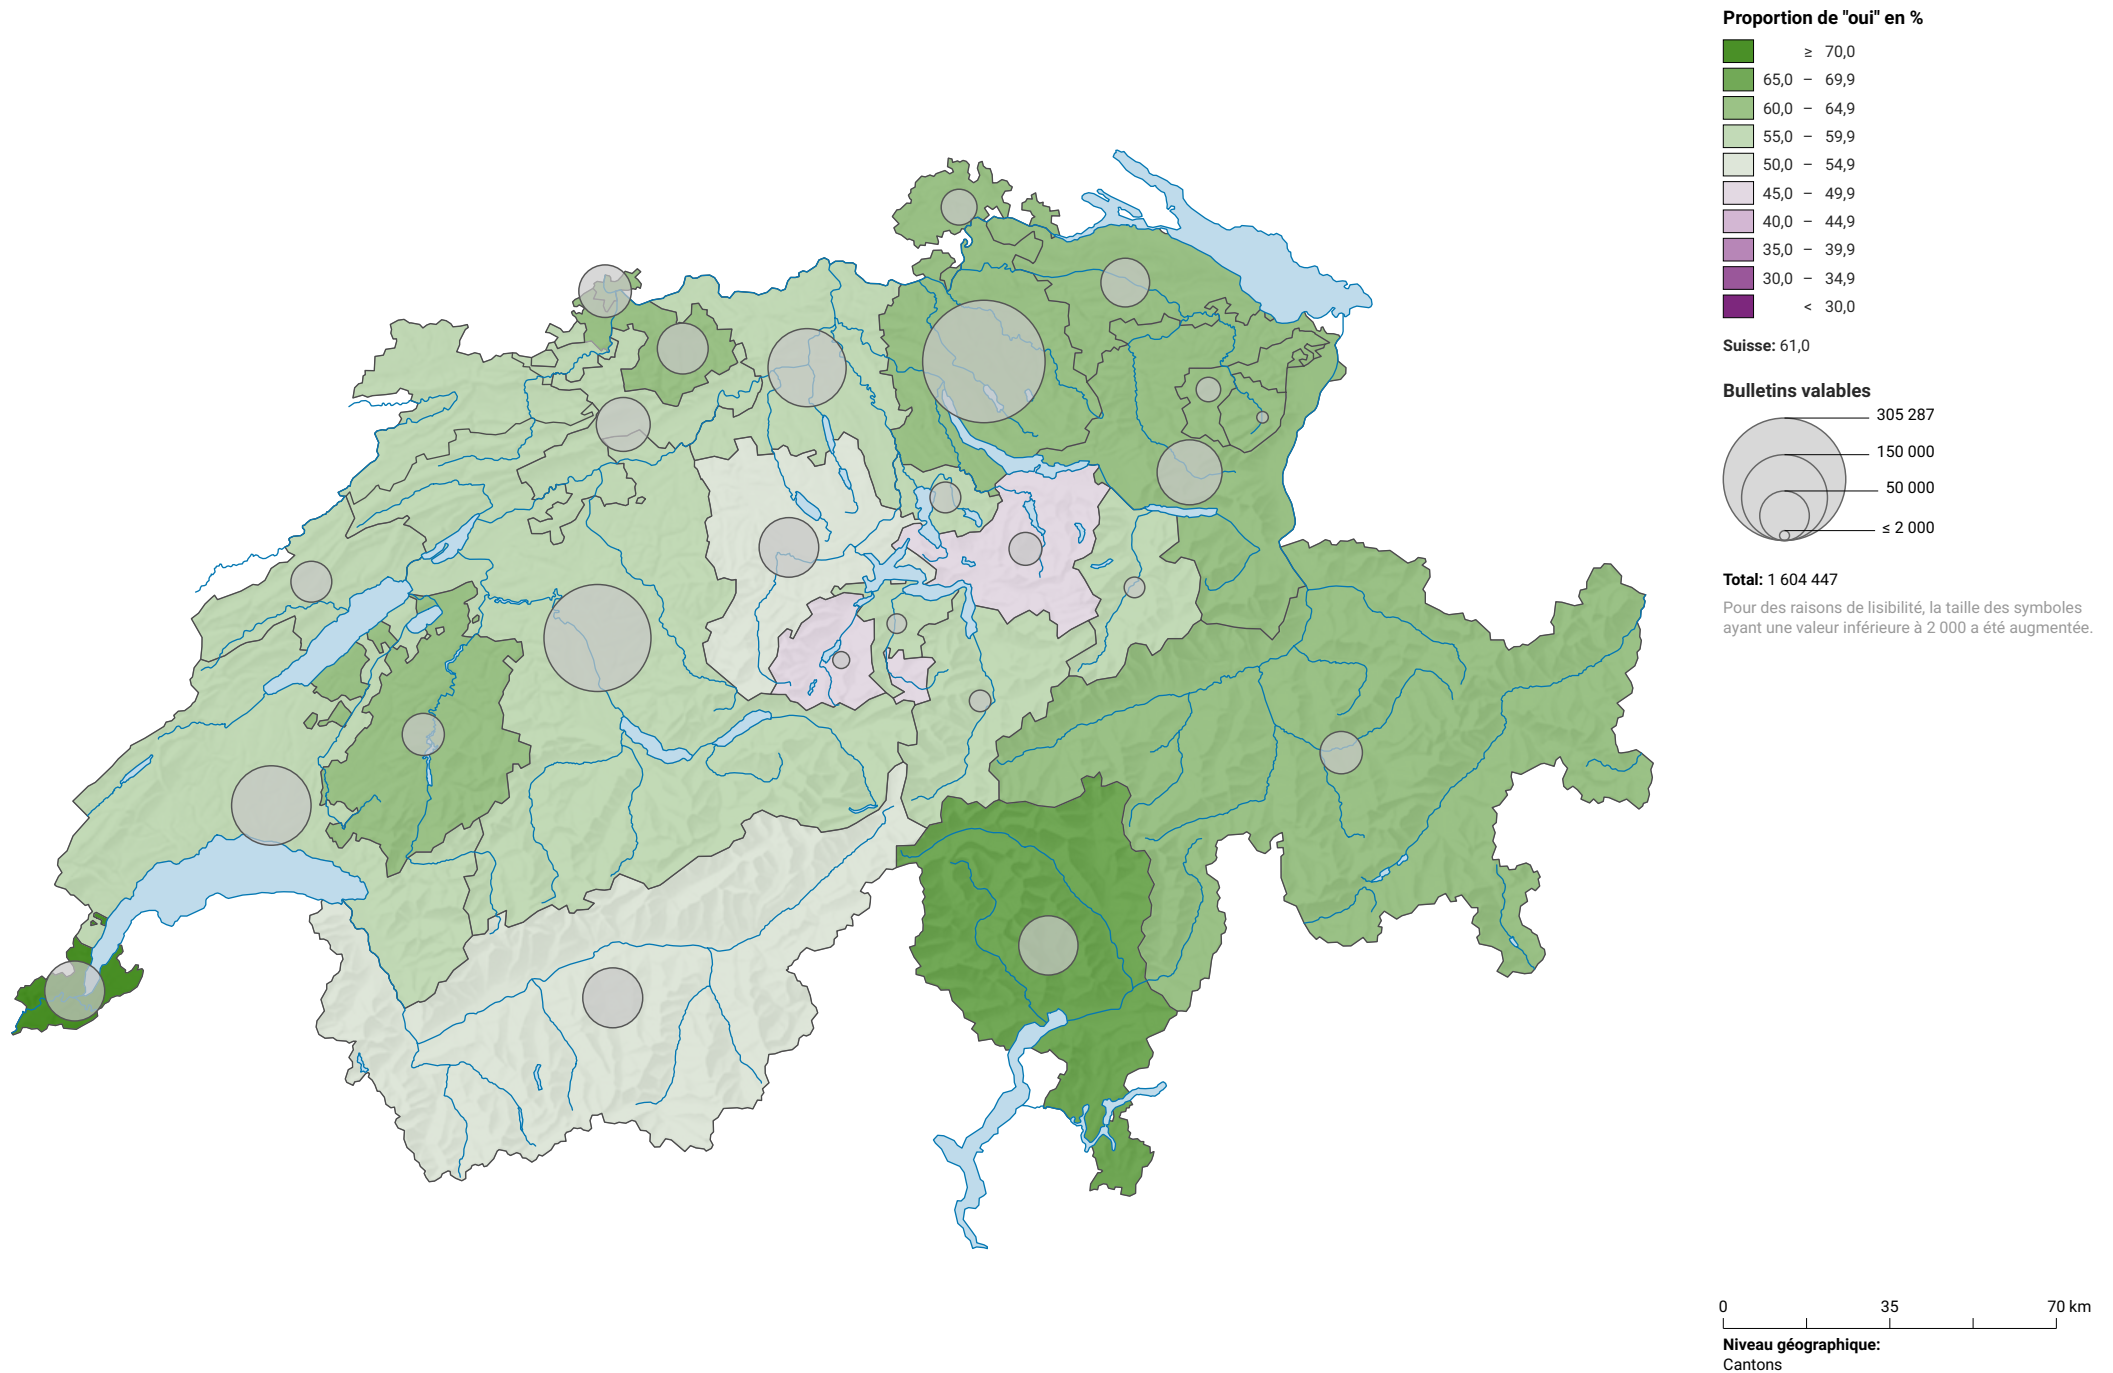 Proportion de "oui" en %
≥ 70,0
65,0 – 69,9
60,0 – 64,9
55,0 – 59,9
50,0 – 54,9
45,0 – 49,9
40,0 – 44,9
35,0 – 39,9
30,0 – 34,9
< 30,0
Suisse: 61,0
Bulletins valables
305 287
150 000
50 000
≤ 2 000
Total: 1 604 447
Pour des raisons de lisibilité, la taille des symboles
ayant une valeur inférieure à 2 000 a été augmentée.
0 35 70 km
Niveau géographique:
Cantons